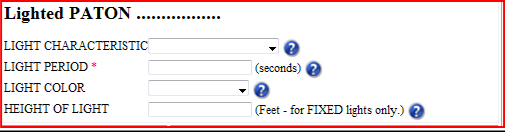 Lighted PATON .................
LIGHT CHARACTERISTIC ?
LIGHT PERIOD * (seconds) ?
LIGHT COLOR ?
HEIGHT OF LIGHT (Feet - for FIXED lights only.) ?